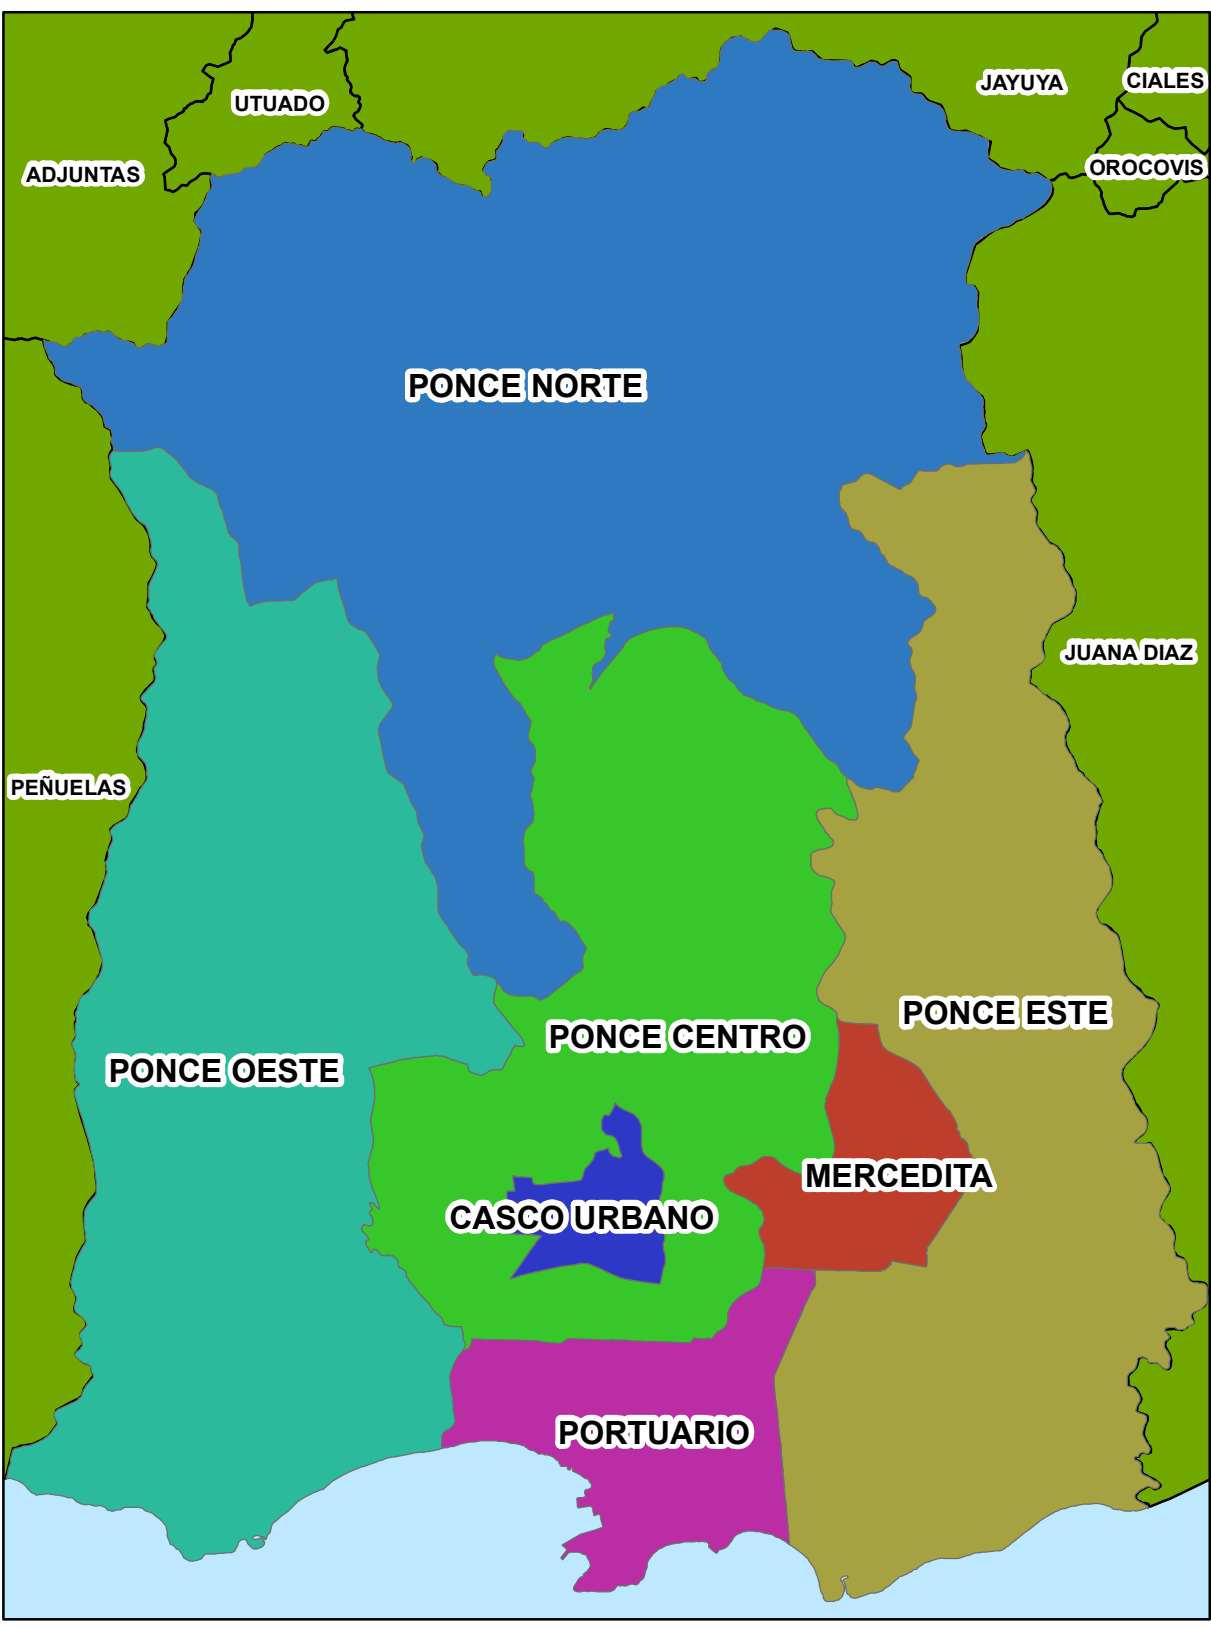 JAYUYA
CIALES
UTUADO
ADJUNTAS
OROCOVIS
PONCE NORTE
JUANA DIAZ
PEÑUELAS
PONCE ESTE
PONCE CENTRO
PONCE OESTE
MERCEDITA
CASCO URBANO
PORTUARIO